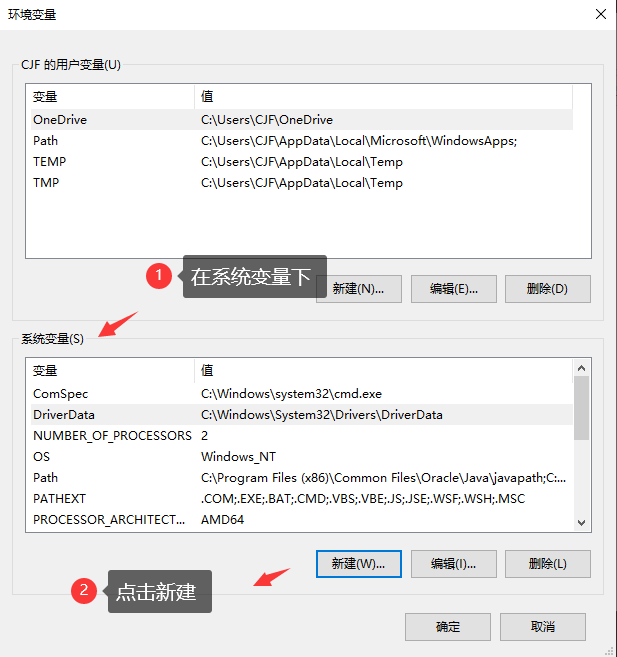 环境变量
CJF 的用户变量(U)
变量 值
OneDrive C:\Users\CJF\OneDrive
Path C:\Users\CJF\AppData\Local\Microsoft\WindowsApps;
TEMP C:\Users\CJF\AppData\Local\Temp
TMP C:\Users\CJF\AppData\Local\Temp
1 在系统变量下
新建(N)... 编辑(E)... 删除(D)
系统变量(S)
变量 值
ComSpec C:\Windows\system32\cmd.exe
DriverData C:\Windows\System32\Drivers\DriverData
NUMBER_OF_PROCESSORS 2
OS Windows_NT
Path C:\Program Files (x86)\Common Files\Oracle\Java\javapath;C:...
PATHEXT .COM;.EXE;.BAT;.CMD;.VBS;.VBE;.JS;.JSE;.WSF;.WSH;.MSC
PROCESSOR_ARCHITECT... AMD64
新建(W)... 编辑(I)... 删除(L)
2 点击新建
确定 取消